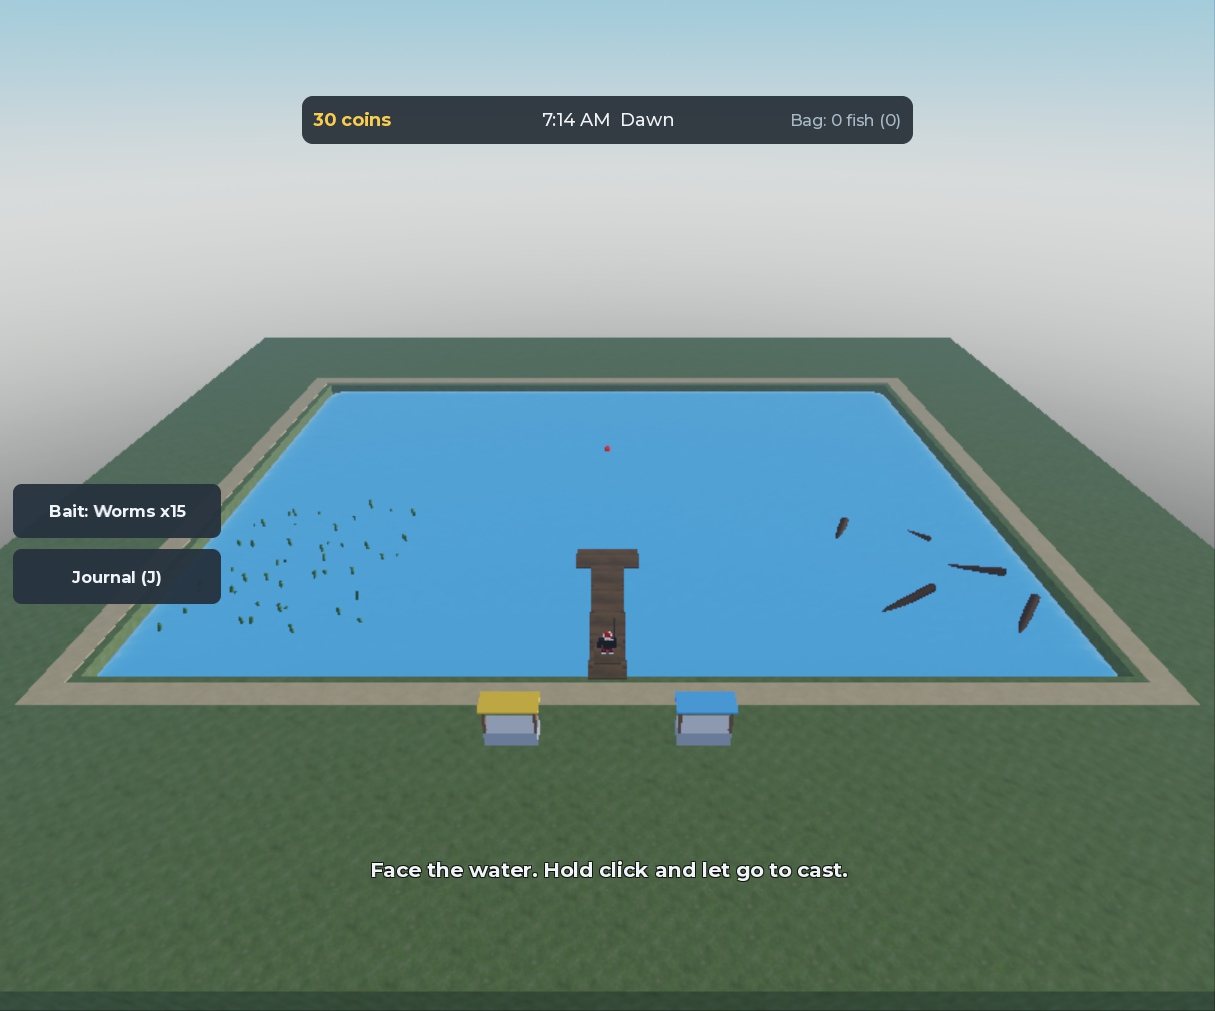 30 coins
7:14 AM Dawn
Bag: 0 fish (0)
Bait: Worms x15
Journal (J)
Face the water. Hold click and let go to cast.